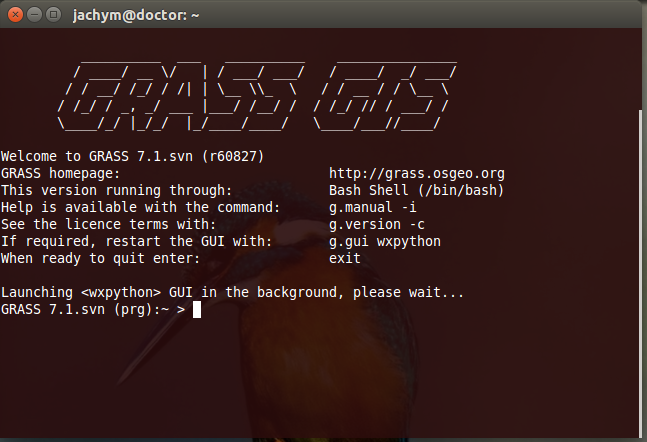 jachym@doctor: ~
GRASS GIS
Welcome to GRASS 7.1.svn (r60827)
GRASS homepage: http://grass.osgeo.org
This version running through: Bash Shell (/bin/bash)
Help is available with the command: g.manual -i
See the licence terms with: g.version -c
If required, restart the GUI with: g.gui wxpython
When ready to quit enter: exit
Launching <wxpython> GUI in the background, please wait...
GRASS 7.1.svn (prg):~ >